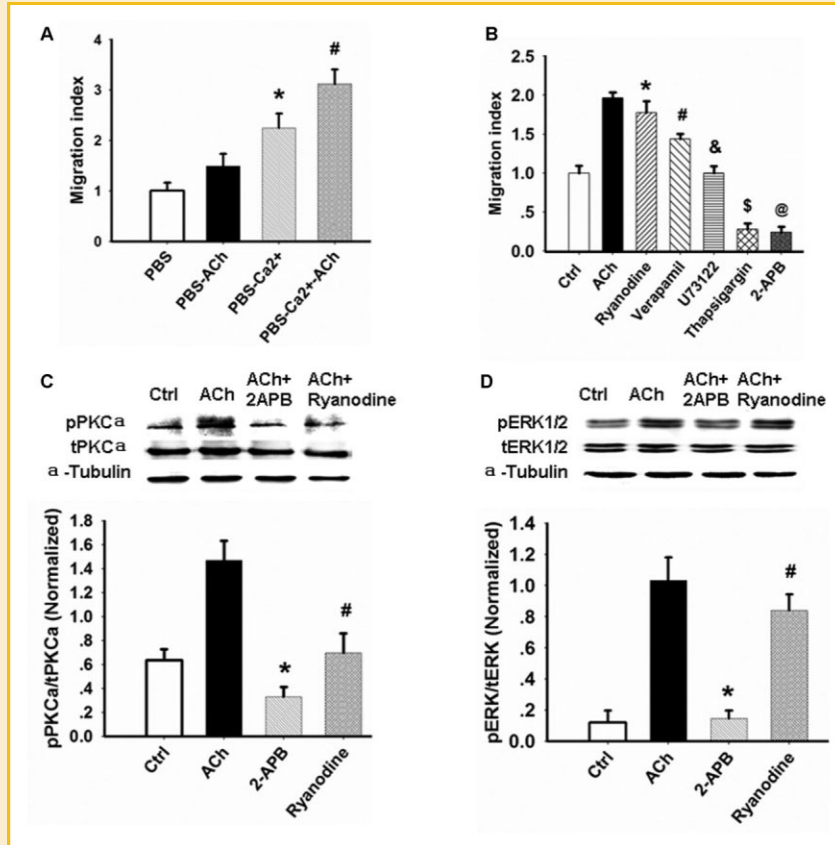 A
Migration index
4
3
2
1
0
*
#
PBS
PBS-ACh
PBS-Ca2+
PBS-Ca2+-ACh
B
Migration index
2.5
2.0
1.5
1.0
.5
0.0
*
#
&
$
@
Ctrl
ACh
Ryanodine
Verapamil
U73122
Thapsigargin
2-APB
C
Ctrl ACh ACh+ 2APB ACh+ Ryanodine
pPKCa
tPKCa
a -Tubulin
pPKCa/tPKCa (Normalized)
1.8
1.6
1.4
1.2
1.0
.8
.6
.4
.2
0.0
*
#
Ctrl
ACh
2-APB
Ryanodine
D
Ctrl ACh ACh+ 2APB ACh+ Ryanodine
pERK1/2
tERK1/2
a -Tubulin
pERK/tERK (Normalized)
1.4
1.2
1.0
.8
.6
.4
.2
0.0
*
#
Ctrl
ACh
2-APB
Ryanodine